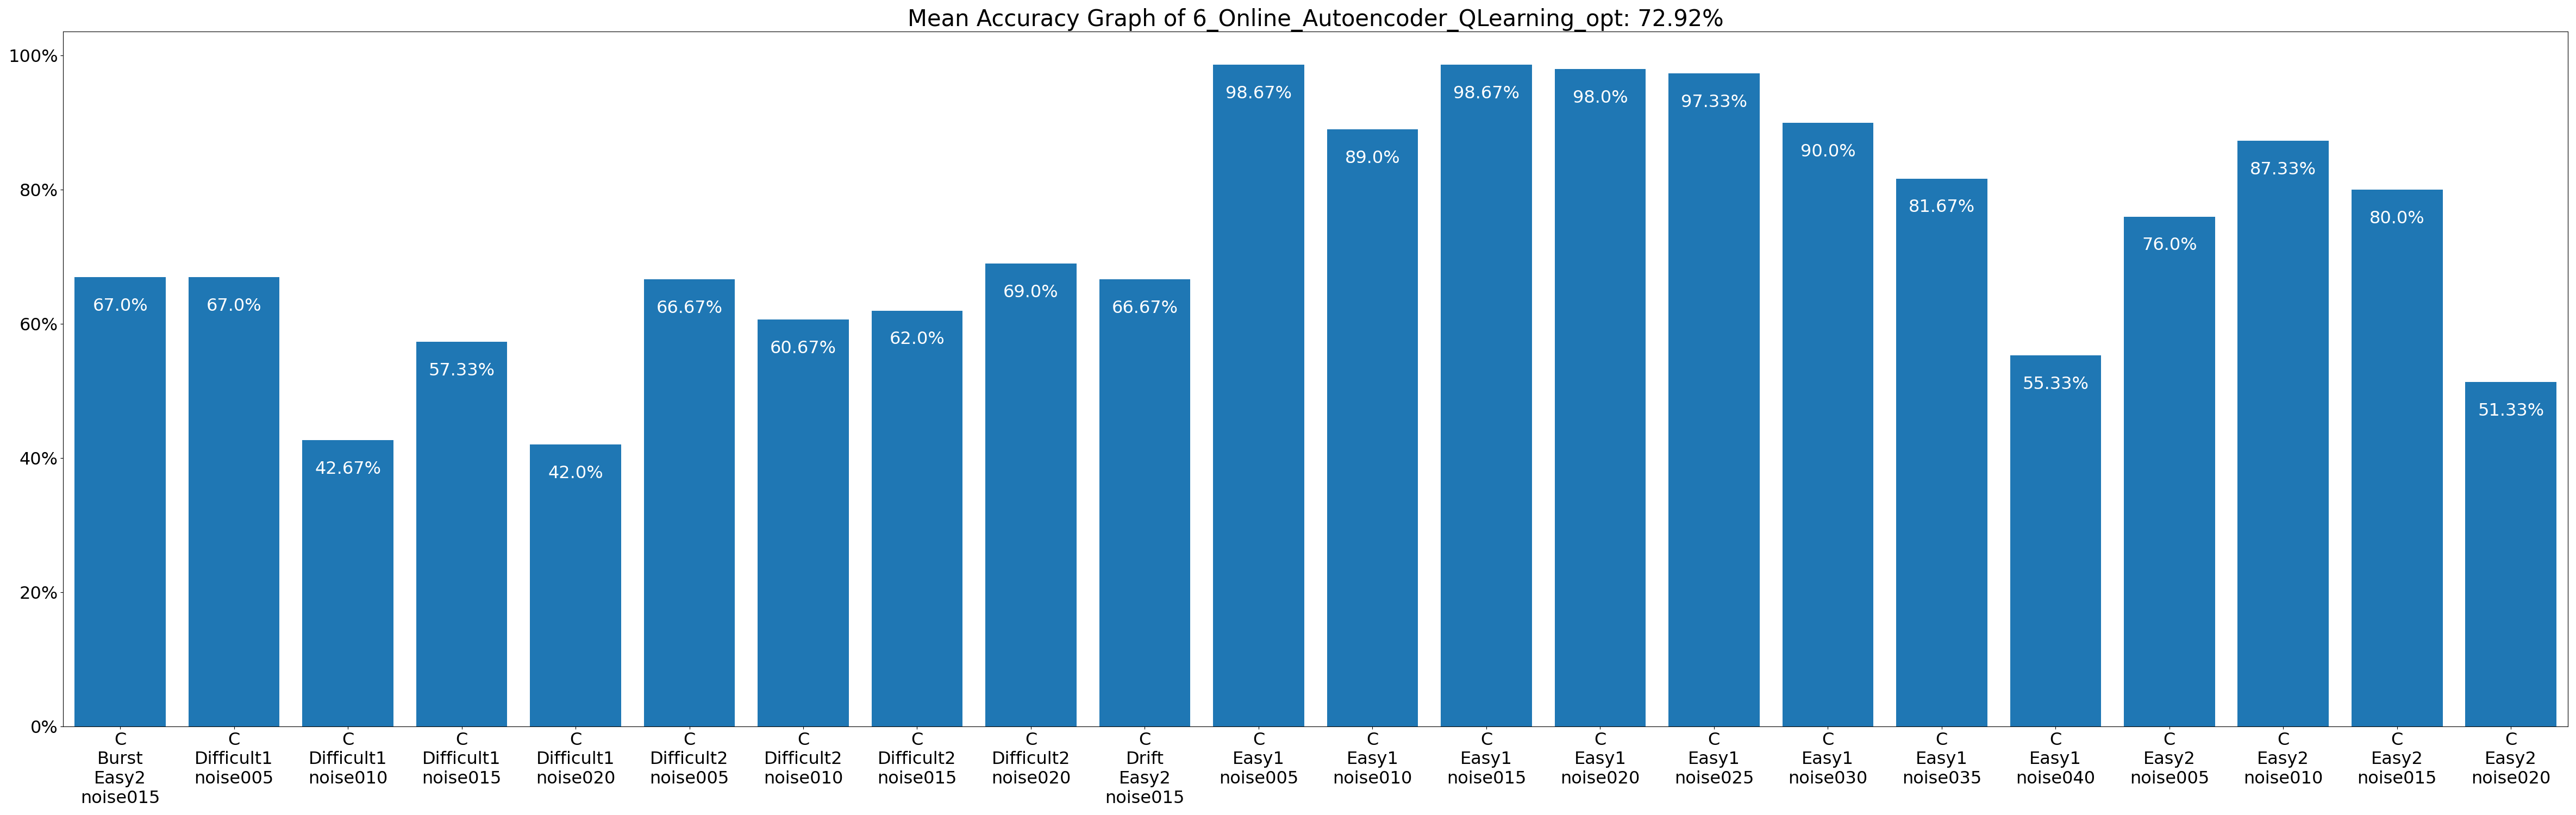 Mean Accuracy Graph of 6_Online_Autoencoder_QLearning_opt: 72.92%
100%
80%
60%
40%
20%
0%
67.0%
67.0%
42.67%
57.33%
42.0%
66.67%
60.67%
62.0%
69.0%
66.67%
98.67%
89.0%
98.67%
98.0%
97.33%
90.0%
81.67%
55.33%
76.0%
87.33%
80.0%
51.33%
C
Burst
Easy2
noise015
C
Difficult1
noise005
C
Difficult1
noise010
C
Difficult1
noise015
C
Difficult1
noise020
C
Difficult2
noise005
C
Difficult2
noise010
C
Difficult2
noise015
C
Difficult2
noise020
C
Drift
Easy2
noise015
C
Easy1
noise005
C
Easy1
noise010
C
Easy1
noise015
C
Easy1
noise020
C
Easy1
noise025
C
Easy1
noise030
C
Easy1
noise035
C
Easy1
noise040
C
Easy2
noise005
C
Easy2
noise010
C
Easy2
noise015
C
Easy2
noise020